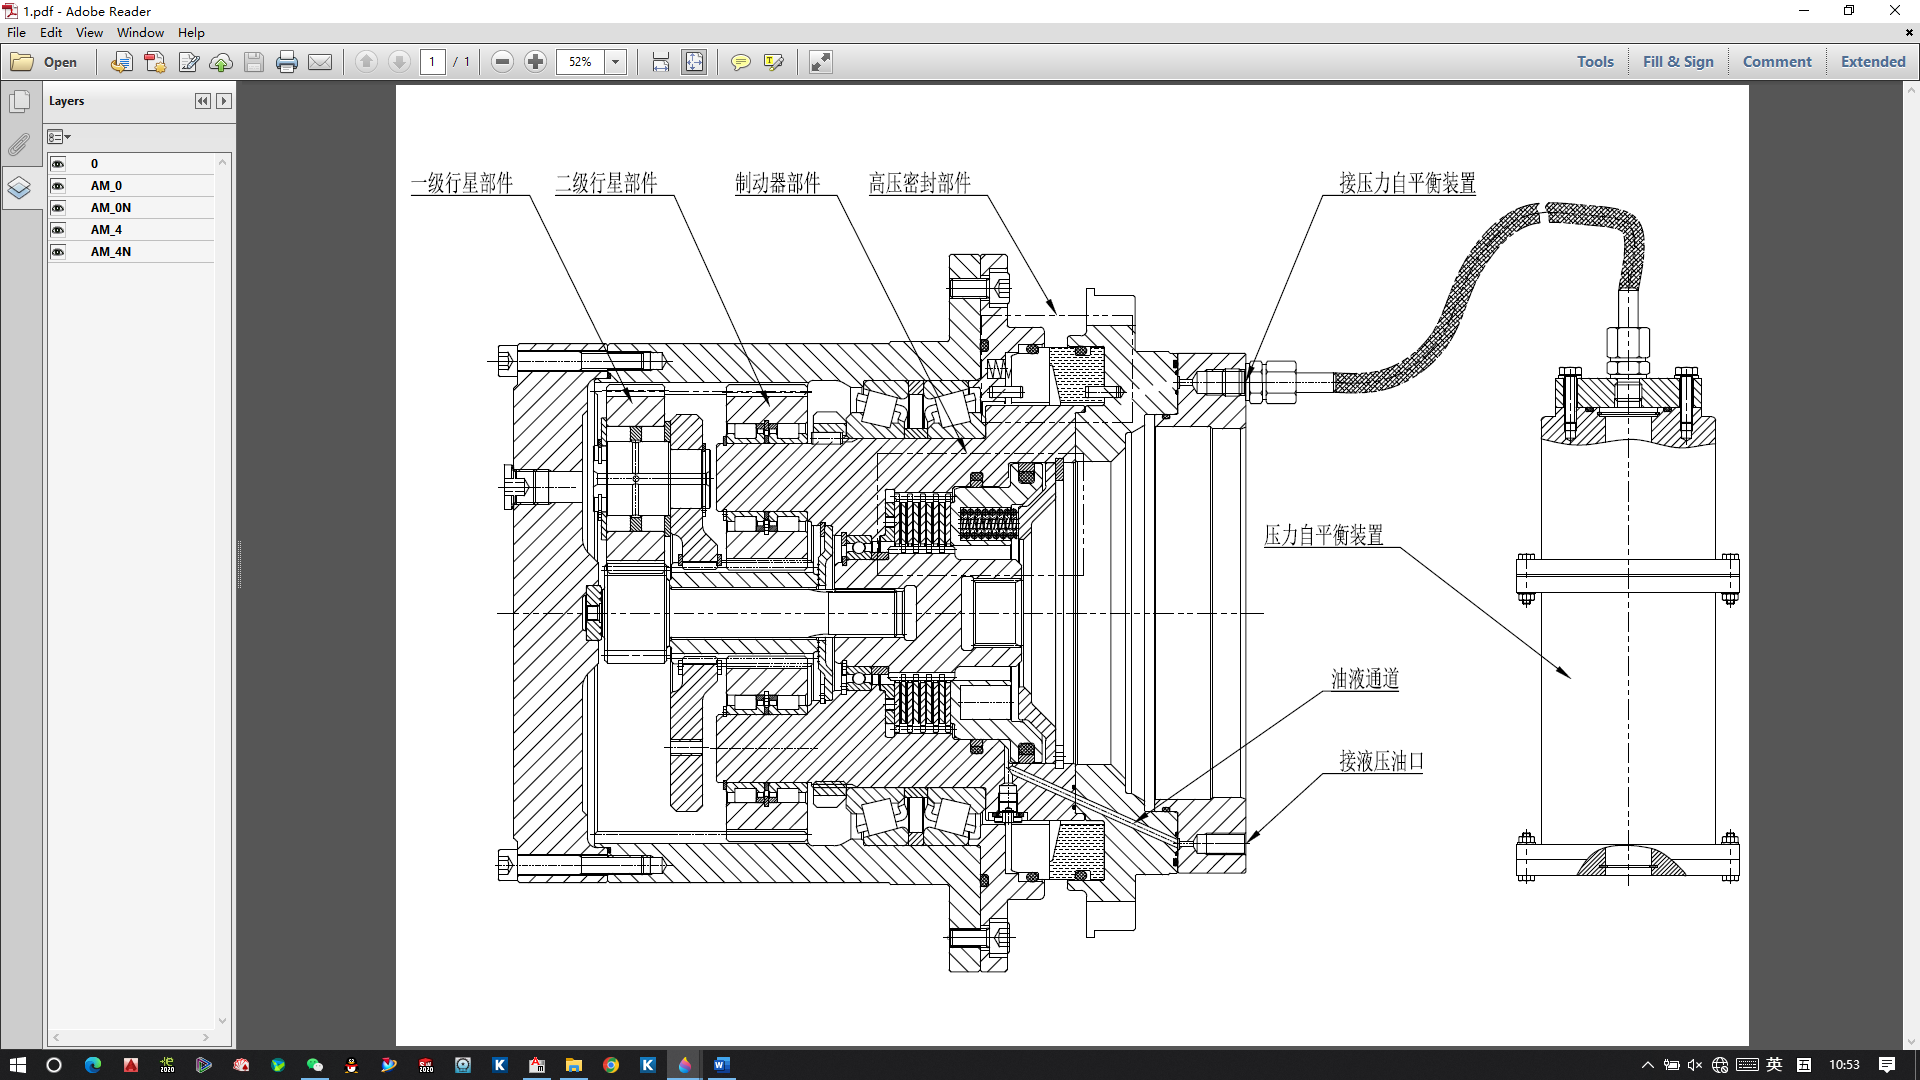 1.pdf - Adobe Reader
File Edit View Window Help
Open 1 / 1 52% Tools Fill & Sign Comment Extended
Layers
0
AM_0
AM_0N
AM_4
AM_4N
一级行星部件 二级行星部件 制动器部件 高压密封部件 接压力自平衡装置
压力自平衡装置
油液通道
接液压油口
英 五 10:53